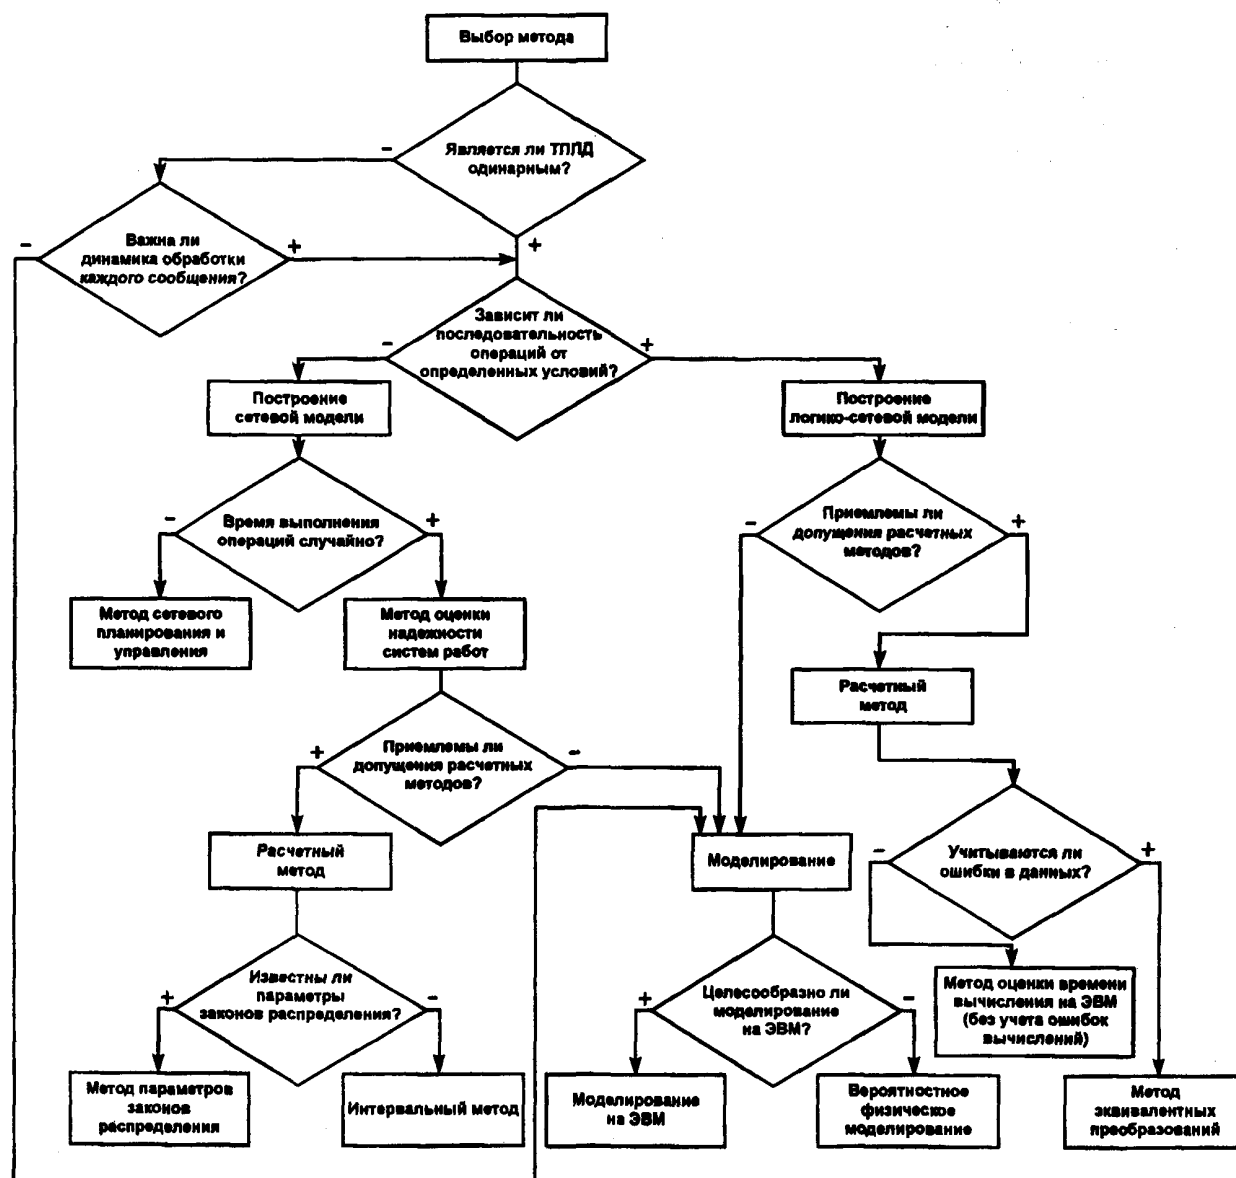 Выбор метода
Является ли ТПЛД
одинарным?
−
+
Важна ли
динамика обработки
каждого сообщения?
−
+
Зависит ли
последовательность
операций от
определенных условий?
−
+
Построение
сетевой модели
Построение
логико-сетевой модели
Время выполнения
операций случайно?
−
+
Приемлемы ли
допущения расчетных
методов?
−
+
Метод сетевого
планирования и
управления
Метод оценки
надежности
систем работ
Расчетный
метод
Приемлемы ли
допущения расчетных
методов?
+
−
Расчетный
метод
Моделирование
Учитываются ли
ошибки в данных?
−
+
Известны ли
параметры
законов распределения?
+
−
Целесообразно ли
моделирование
на ЭВМ?
+
−
Метод оценки времени
вычисления на ЭВМ
(без учета ошибок
вычислений)
Метод параметров
законов
распределения
Интервальный метод
Моделирование
на ЭВМ
Вероятностное
физическое
моделирование
Метод
эквивалентных
преобразований